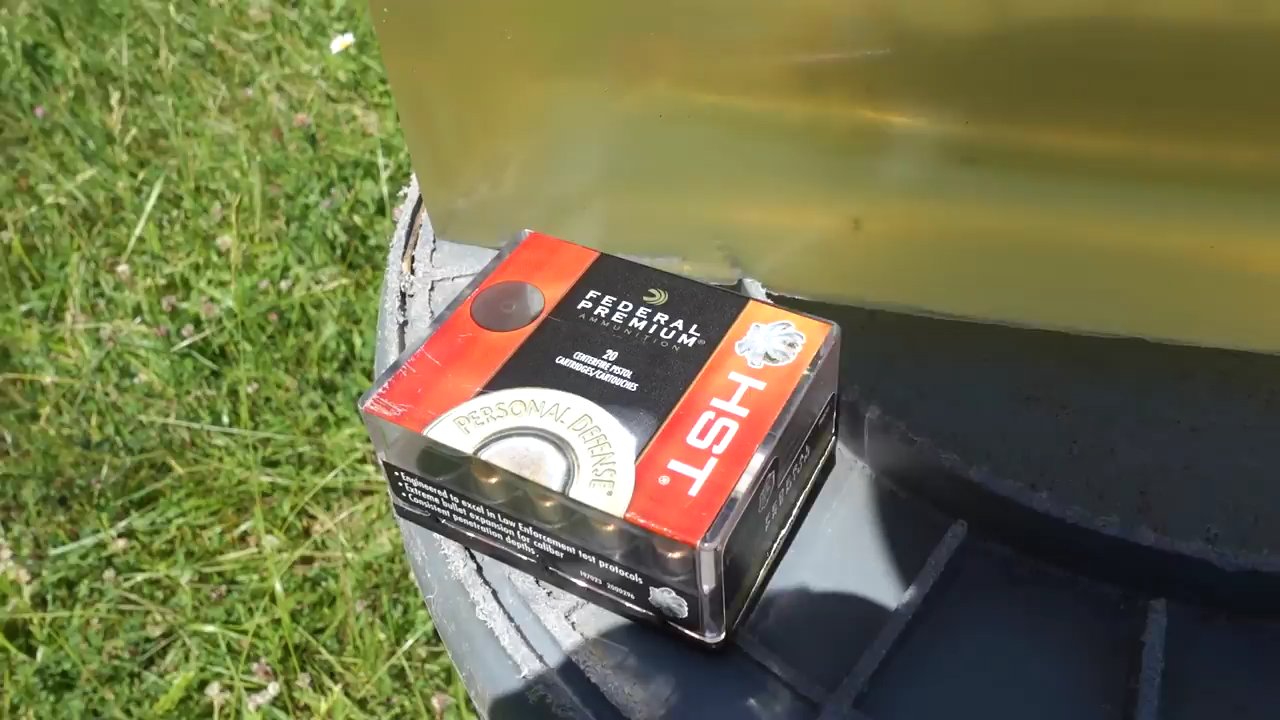 FEDERAL
PREMIUM®
AMMUNITION
20
CENTERFIRE PISTOL
CARTRIDGES/CARTOUCHES
PERSONAL DEFENSE®
HST®
• Engineered to excel in Law Enforcement test protocols
• Extreme bullet expansion for caliber
• Consistent penetration depths
FEDERAL